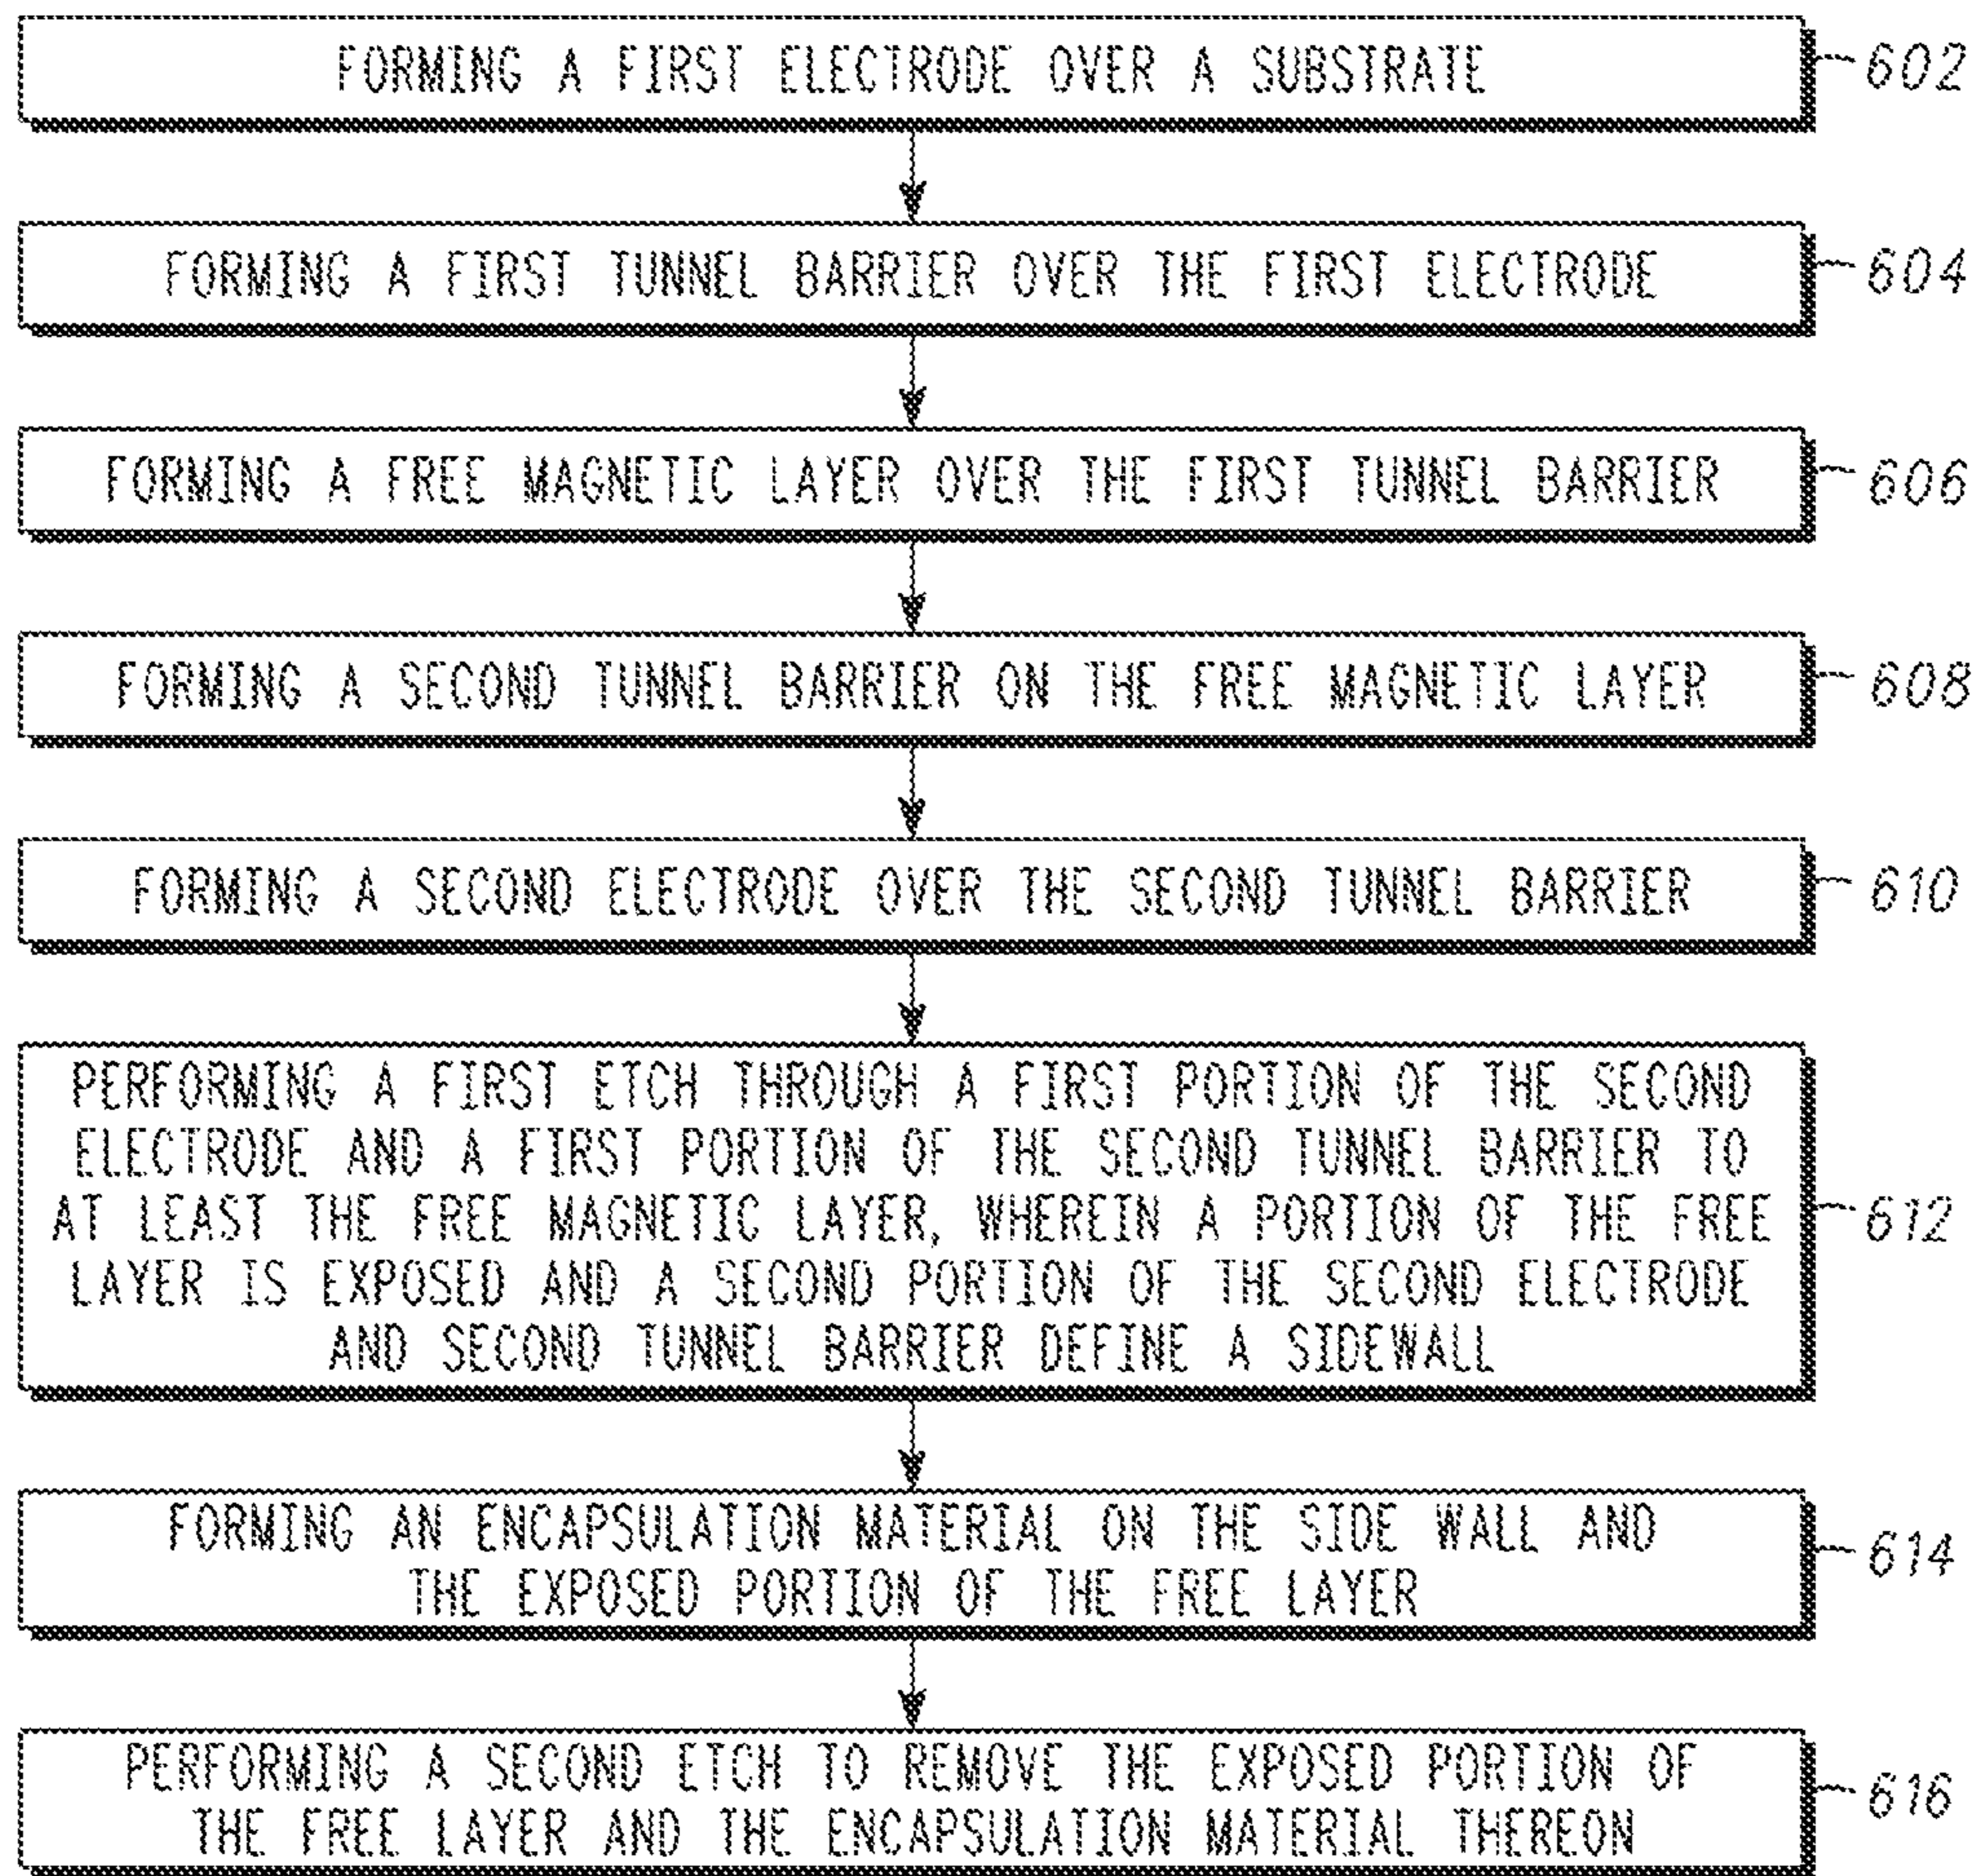 FORMING A FIRST ELECTRODE OVER A SUBSTRATE
602
FORMING A FIRST TUNNEL BARRIER OVER THE FIRST ELECTRODE
604
FORMING A FREE MAGNETIC LAYER OVER THE FIRST TUNNEL BARRIER
606
FORMING A SECOND TUNNEL BARRIER ON THE FREE MAGNETIC LAYER
608
FORMING A SECOND ELECTRODE OVER THE SECOND TUNNEL BARRIER
610
PERFORMING A FIRST ETCH THROUGH A FIRST PORTION OF THE SECOND
ELECTRODE AND A FIRST PORTION OF THE SECOND TUNNEL BARRIER TO
AT LEAST THE FREE MAGNETIC LAYER, WHEREIN A PORTION OF THE FREE
LAYER IS EXPOSED AND A SECOND PORTION OF THE SECOND ELECTRODE
AND SECOND TUNNEL BARRIER DEFINE A SIDEWALL
612
FORMING AN ENCAPSULATION MATERIAL ON THE SIDE WALL AND
THE EXPOSED PORTION OF THE FREE LAYER
614
PERFORMING A SECOND ETCH TO REMOVE THE EXPOSED PORTION OF
THE FREE LAYER AND THE ENCAPSULATION MATERIAL THEREON
616